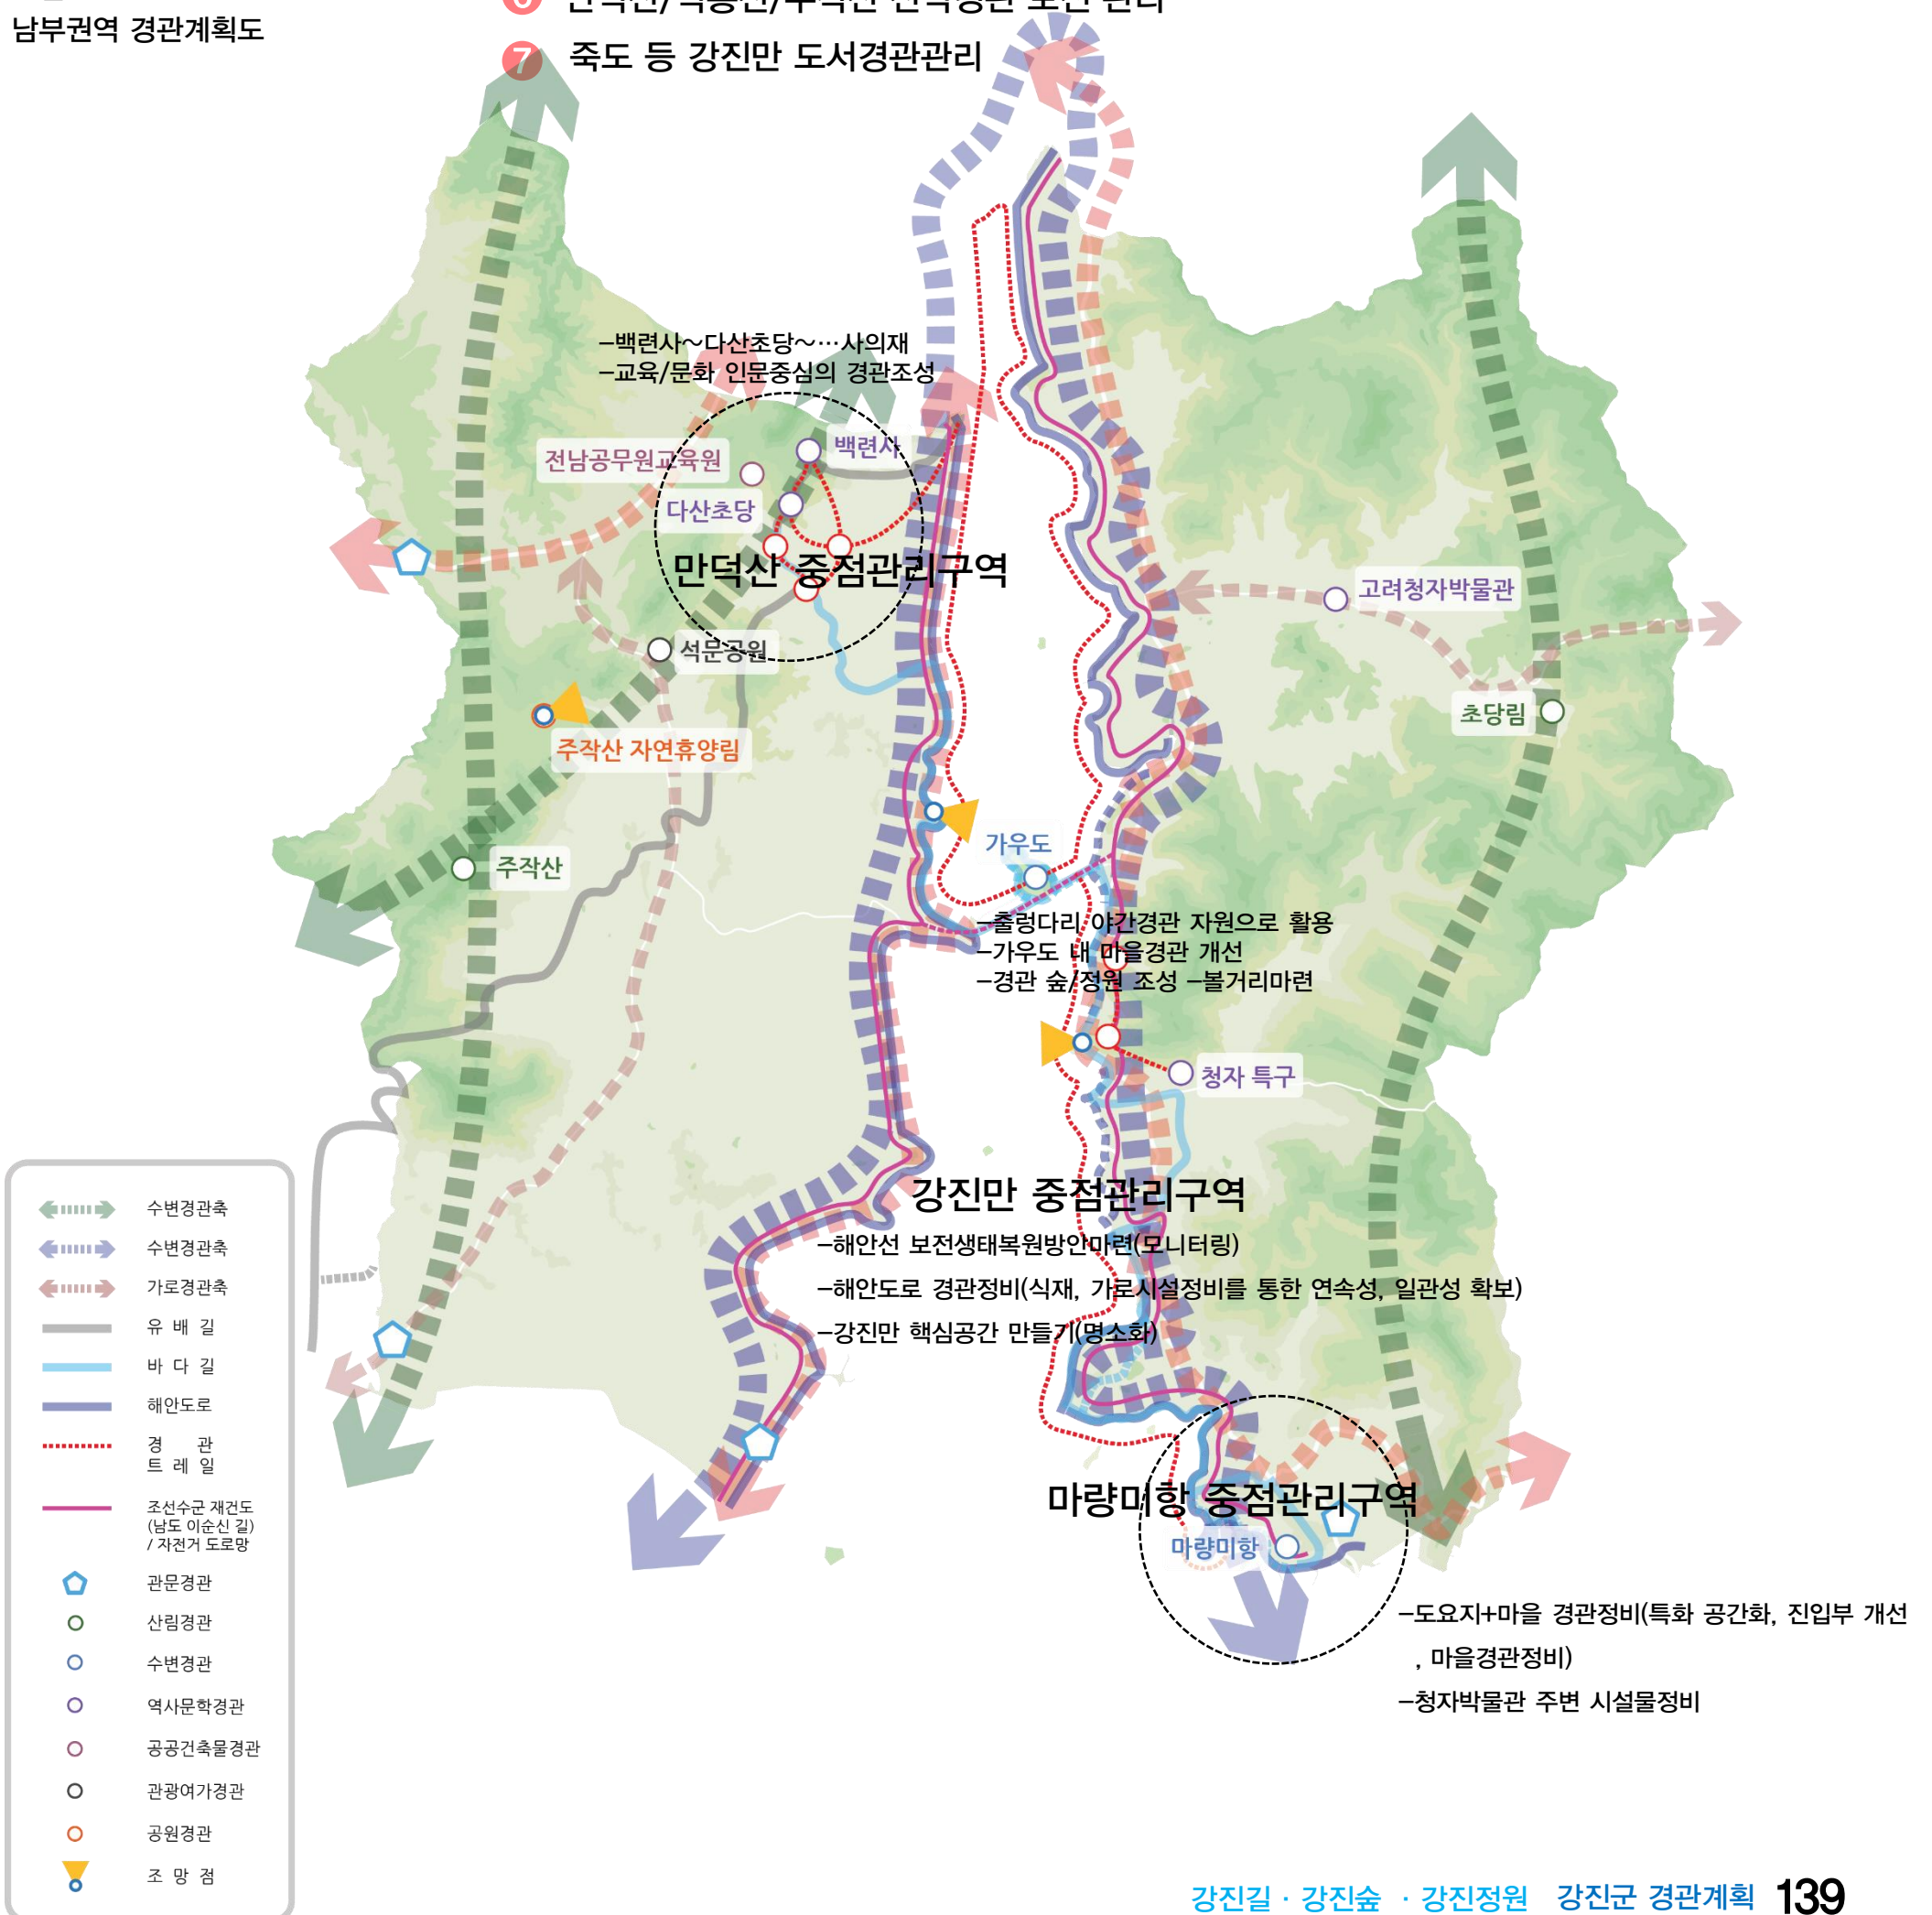 남부권역 경관계획도
7 죽도 등 강진만 도서경관관리
-백련사~다산초당~…사의재
-교육/문화 인문중심의 경관조성
백련사
전남공무원교육원
다산초당
만덕산 중점관리구역
고려청자박물관
석문공원
초당림
주작산 자연휴양림
가우도
주작산
-출렁다리 야간경관 자원으로 활용
-가우도 내 마을경관 개선
-경관 숲/정원 조성 -볼거리마련
청자 특구
강진만 중점관리구역
-해안선 보전생태복원방안마련(모니터링)
-해안도로 경관정비(식재, 가로시설정비를 통한 연속성, 일관성 확보)
-강진만 핵심공간 만들기(명소화)
마량미항 중점관리구역
마량미항
-도요지+마을 경관정비(특화 공간화, 진입부 개선
, 마을경관정비)
-청자박물관 주변 시설물정비
수변경관축
수변경관축
가로경관축
유 배 길
바 다 길
해안도로
경 관
트 레 일
조선수군 재건도
(남도 이순신 길)
/ 자전거 도로망
관문경관
산림경관
수변경관
역사문학경관
공공건축물경관
관광여가경관
공원경관
조 망 점
강진길 · 강진숲 · 강진정원 강진군 경관계획 139